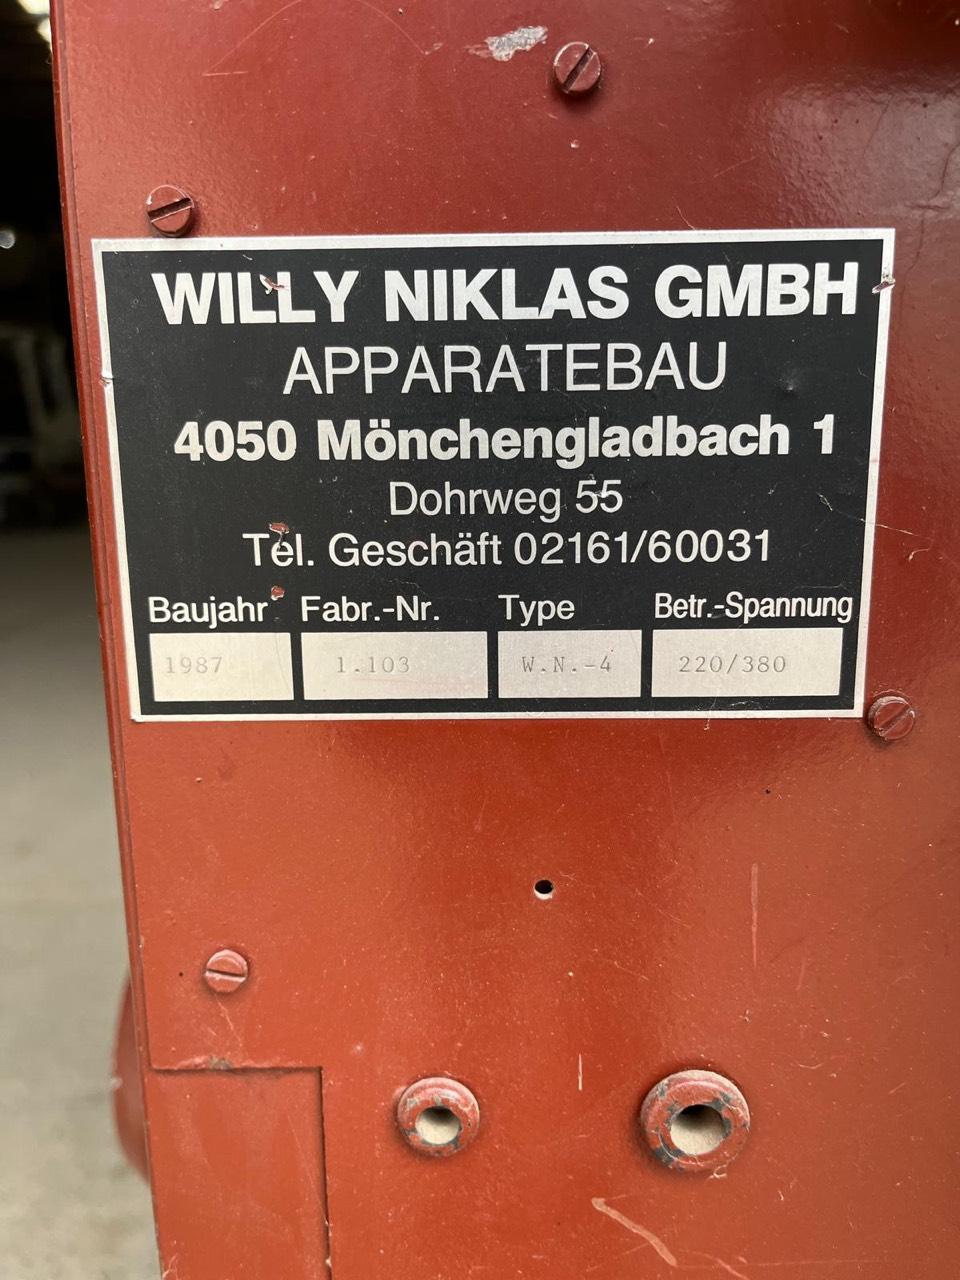 WILLY NIKLAS GMBH
APPARATEBAU
4050 Mönchengladbach 1
Dohrweg 55
Tel. Geschäft 02161/60031
Baujahr Fabr.-Nr. Type Betr.-Spannung
1987 1.103 W.N.-4 220/380